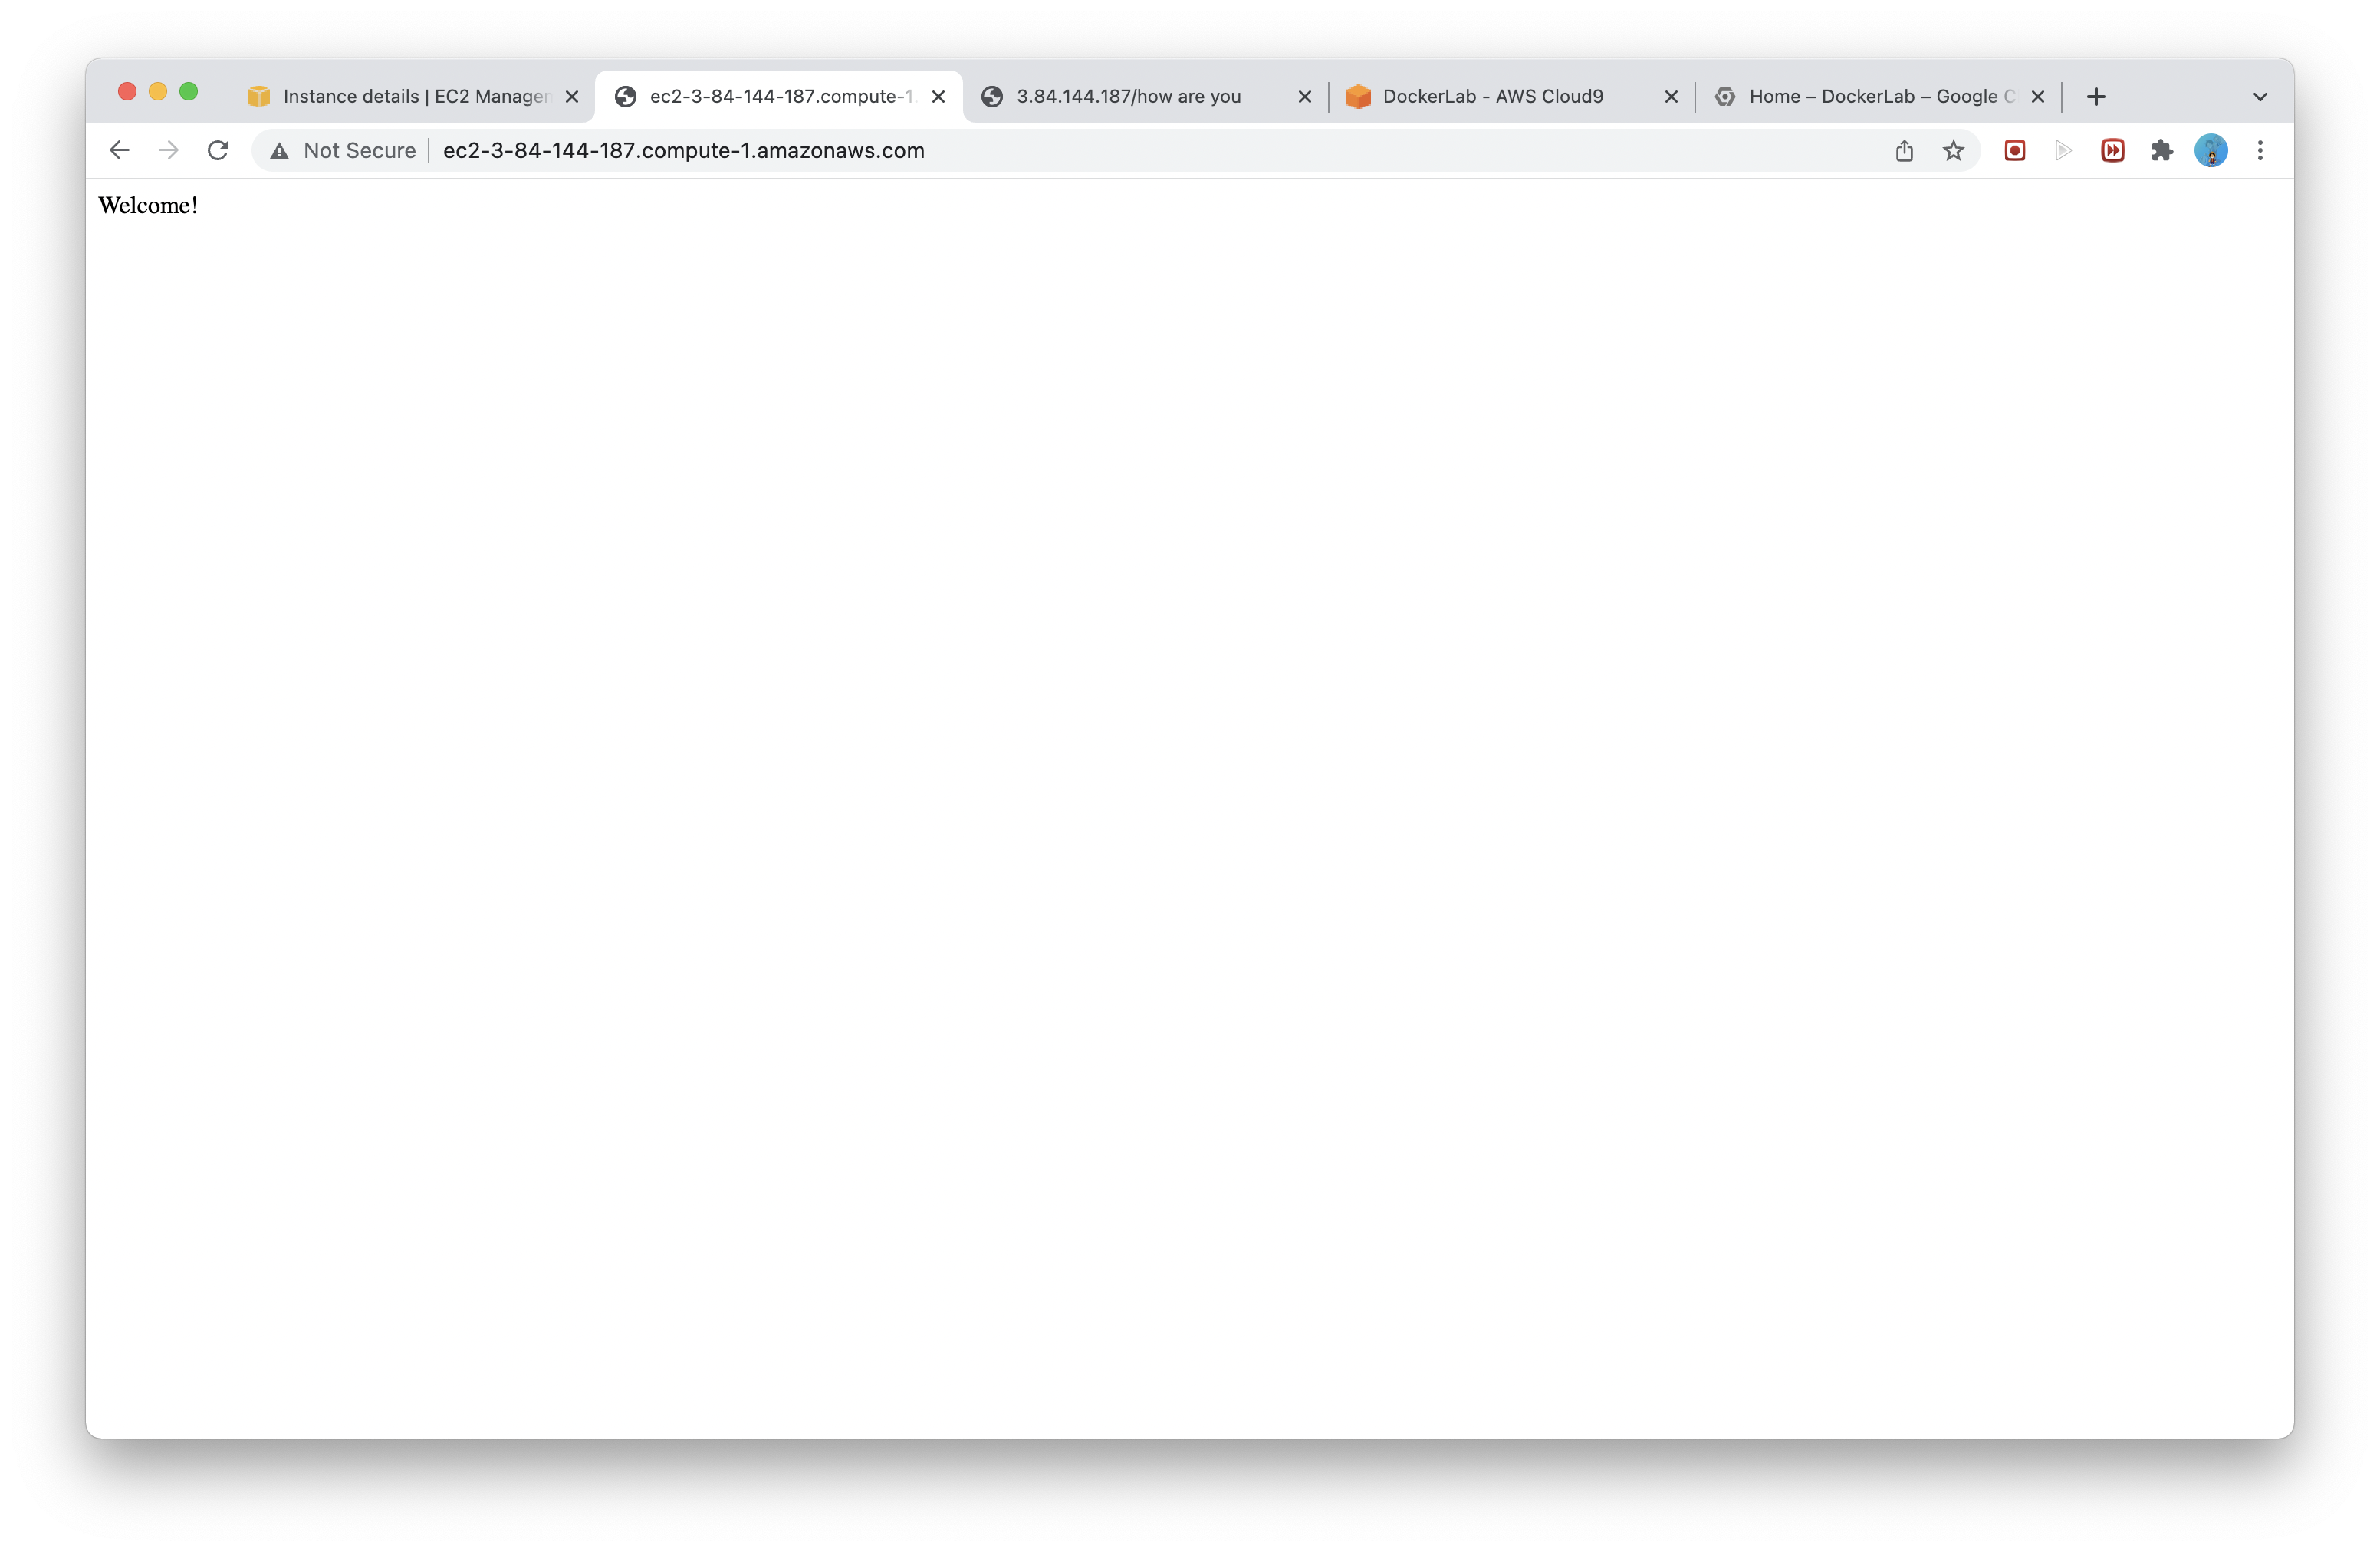 Instance details | EC2 Managen
ec2-3-84-144-187.compute-1.
3.84.144.187/how are you
DockerLab - AWS Cloud9
Home – DockerLab – Google C
Not Secure
ec2-3-84-144-187.compute-1.amazonaws.com
Welcome!